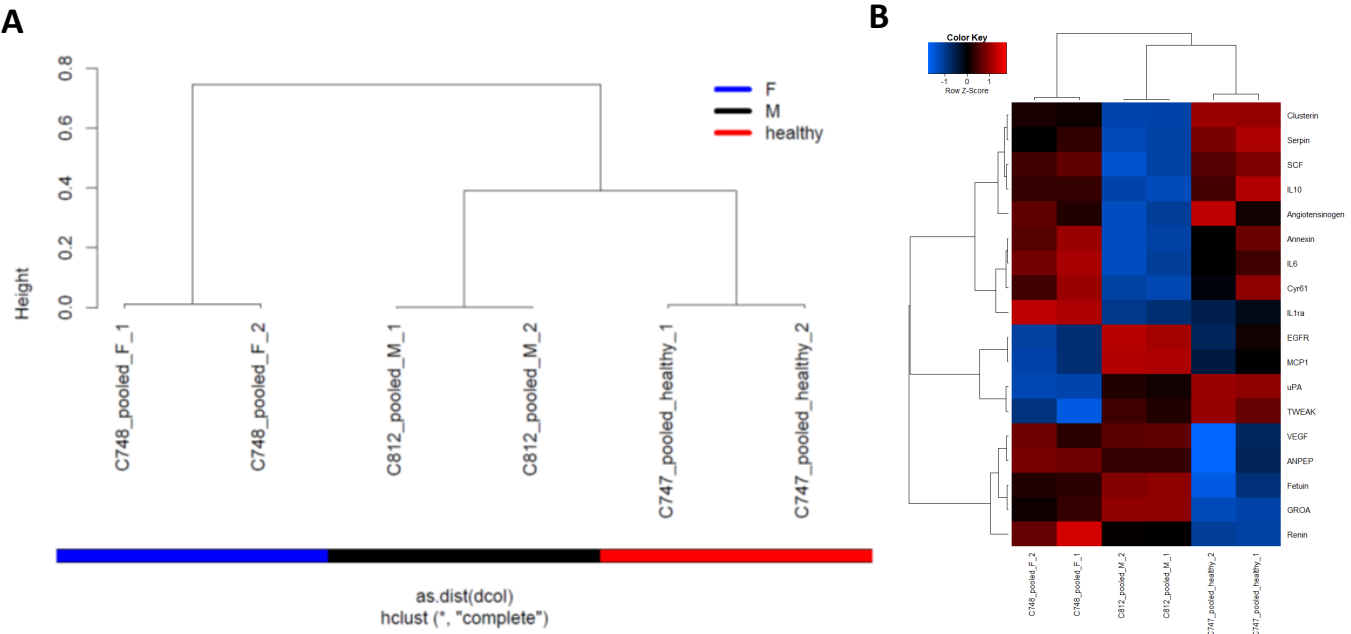 A
0.8
0.6
0.4
0.2
0.0
Height
F
M
healthy
C748_pooled_F_1
C748_pooled_F_2
C812_pooled_M_1
C812_pooled_M_2
C747_pooled_healthy_1
C747_pooled_healthy_2
as.dist(dcol)
hclust (*, "complete")
B
Color Key
-1 0 1
Row Z-Score
Clusterin
Serpin
SCF
IL10
Angiotensinogen
Annexin
IL6
Cyr61
IL1ra
EGFR
MCP1
uPA
TWEAK
VEGF
ANPEP
Fetuin
GROA
Renin
C748_pooled_F_2
C748_pooled_F_1
C812_pooled_M_2
C812_pooled_M_1
C747_pooled_healthy_2
C747_pooled_healthy_1